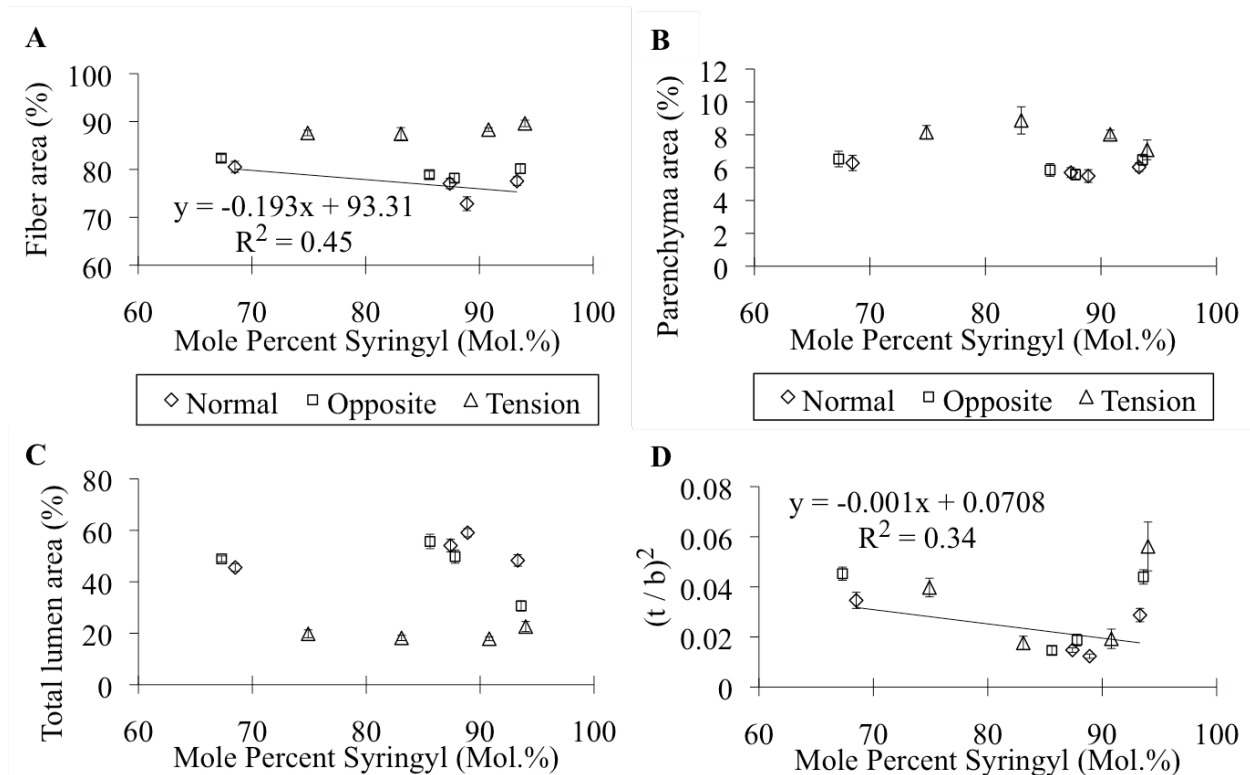 A
Fiber area (%)
100
90
80
70
60
y = -0.193x + 93.31
R2 = 0.45
60 70 80 90 100
Mole Percent Syringyl (Mol.%)
B
Parenchyma area (%)
12
10
8
6
4
2
0
60 70 80 90 100
Mole Percent Syringyl (Mol.%)
Normal Opposite Tension
Normal Opposite Tension
C
Total lumen area (%)
80
60
40
20
0
60 70 80 90 100
Mole Percent Syringyl (Mol.%)
D
(t / b)2
0.08
0.06
0.04
0.02
0
y = -0.001x + 0.0708
R2 = 0.34
60 70 80 90 100
Mole Percent Syringyl (Mol.%)